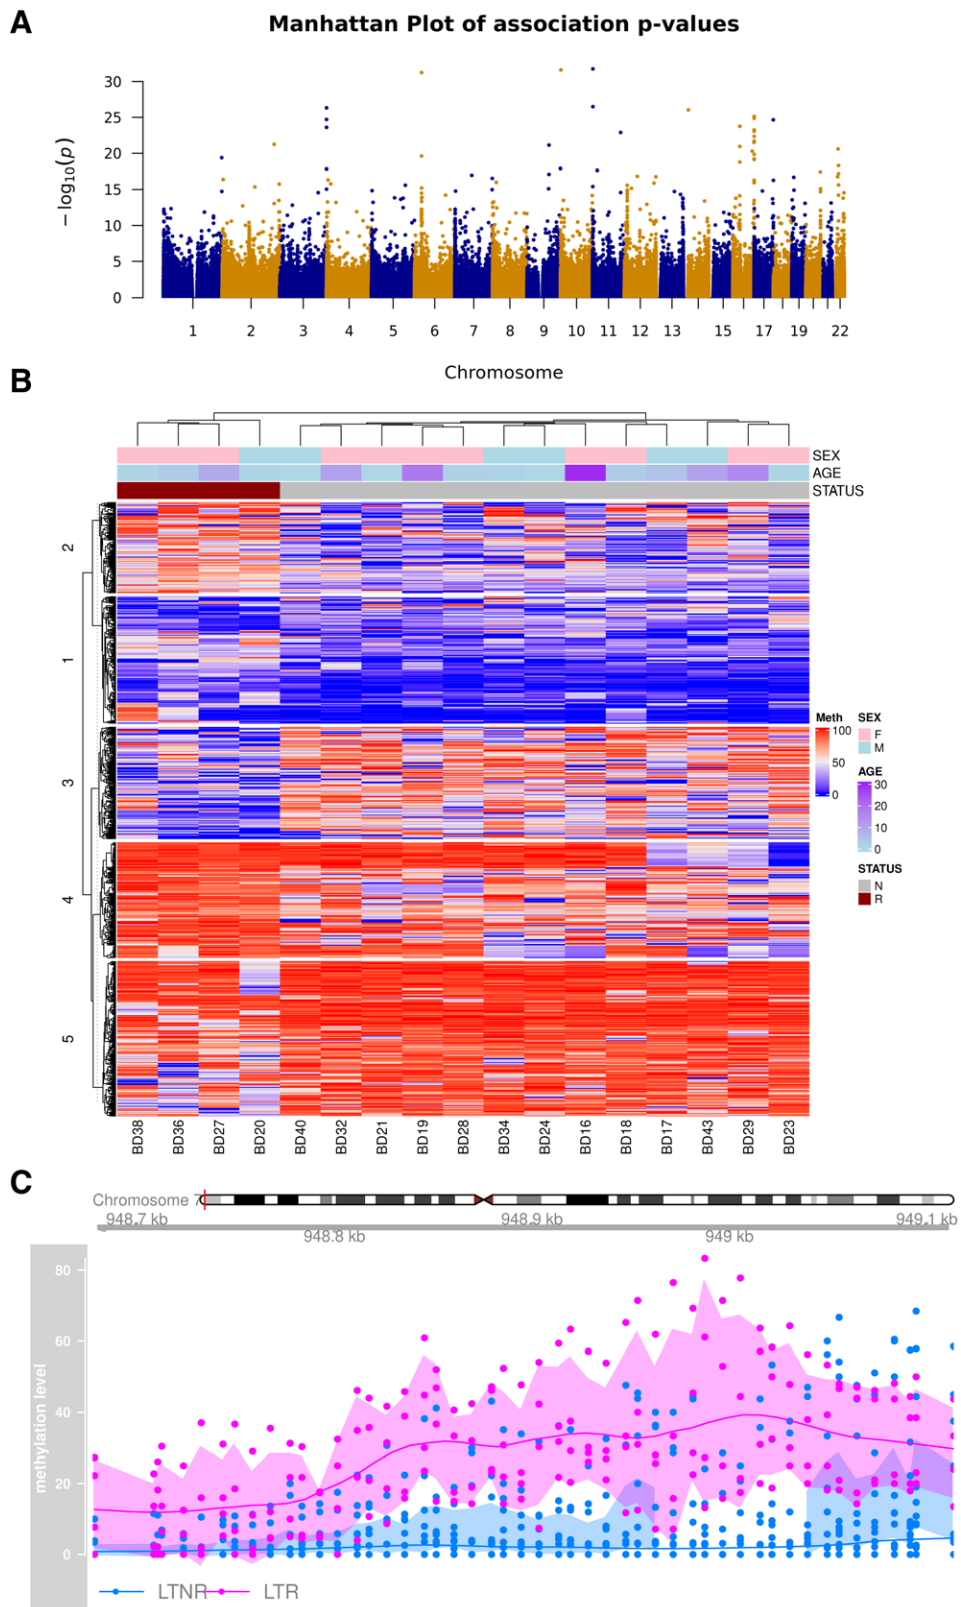 A
Manhattan Plot of association p-values
−log10(p)
30
25
20
15
10
5
0
1 2 3 4 5 6 7 8 9 10 11 12 13 15 17 19 22
Chromosome
B
SEX
AGE
STATUS
2
1
3
4
5
Meth
100
50
0
SEX
F
M
AGE
30
20
10
0
STATUS
N
R
BD38 BD36 BD27 BD20 BD40 BD32 BD21 BD19 BD28 BD34 BD24 BD16 BD18 BD17 BD43 BD29 BD23
C
Chromosome 7
948.7 kb 948.9 kb 949.1 kb
948.8 kb 949 kb
methylation level
80
60
40
20
0
LTNR LTR